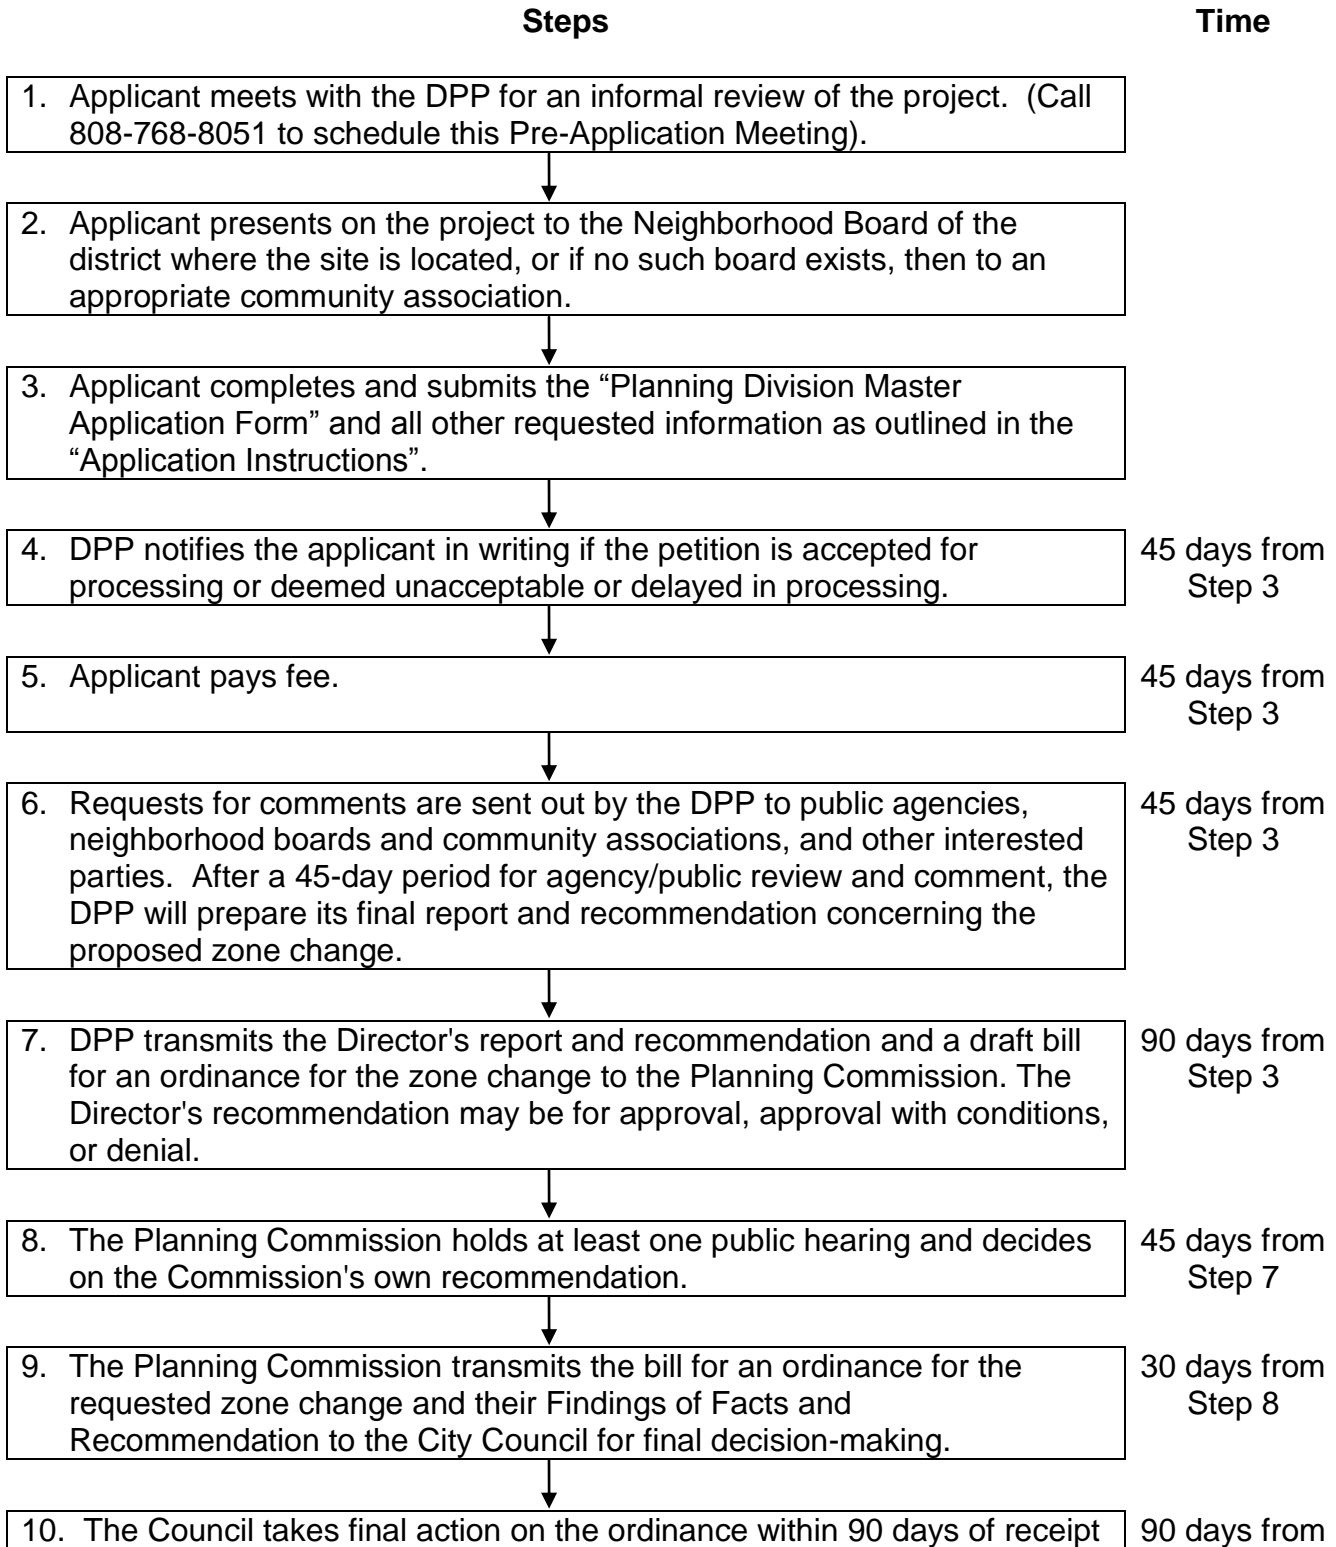 Steps
Time
1. Applicant meets with the DPP for an informal review of the project. (Call
808-768-8051 to schedule this Pre-Application Meeting).
2. Applicant presents on the project to the Neighborhood Board of the
district where the site is located, or if no such board exists, then to an
appropriate community association.
3. Applicant completes and submits the “Planning Division Master
Application Form” and all other requested information as outlined in the
“Application Instructions”.
4. DPP notifies the applicant in writing if the petition is accepted for
processing or deemed unacceptable or delayed in processing.
45 days from
Step 3
5. Applicant pays fee.
45 days from
Step 3
6. Requests for comments are sent out by the DPP to public agencies,
neighborhood boards and community associations, and other interested
parties. After a 45-day period for agency/public review and comment, the
DPP will prepare its final report and recommendation concerning the
proposed zone change.
45 days from
Step 3
7. DPP transmits the Director's report and recommendation and a draft bill
for an ordinance for the zone change to the Planning Commission. The
Director's recommendation may be for approval, approval with conditions,
or denial.
90 days from
Step 3
8. The Planning Commission holds at least one public hearing and decides
on the Commission's own recommendation.
45 days from
Step 7
9. The Planning Commission transmits the bill for an ordinance for the
requested zone change and their Findings of Facts and
Recommendation to the City Council for final decision-making.
30 days from
Step 8
10. The Council takes final action on the ordinance within 90 days of receipt
90 days from